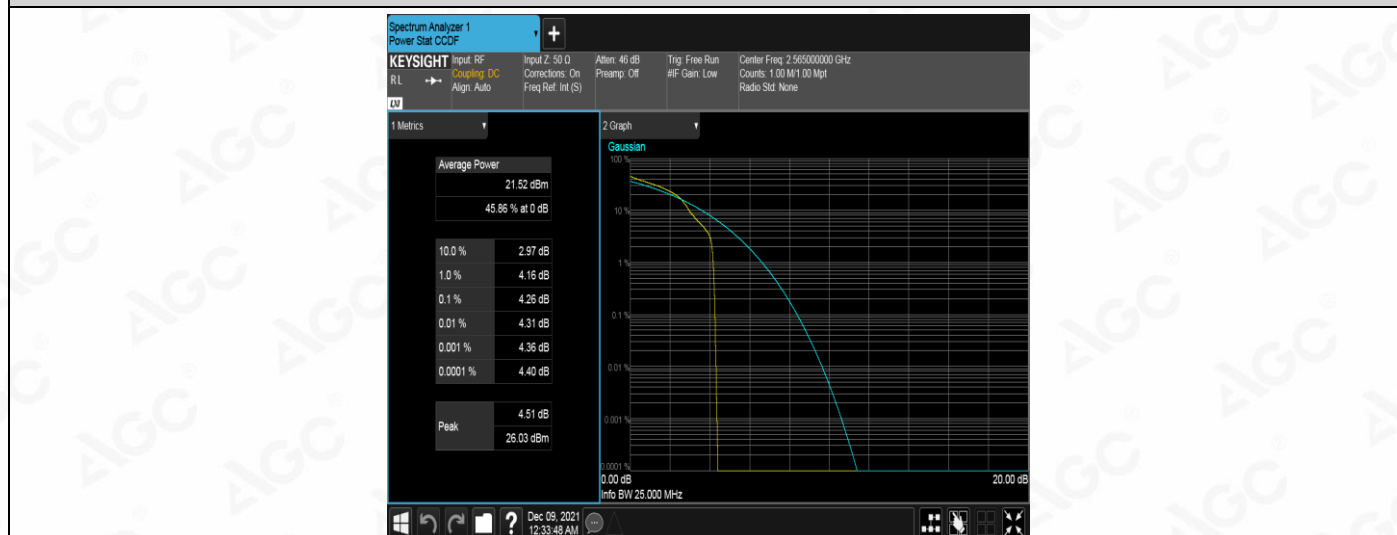 Spectrum Analyzer 1
Power Stat CCDF
+
KEYSIGHT Input: RF Input Z: 50 Ω Atten: 46 dB Trig: Free Run Center Freq: 2.565000000 GHz
RL Coupling: DC Corrections: On Preamp: Off #IF Gain: Low Counts: 1.00 M/1.00 Mpt
Align: Auto Freq Ref: Int (S) Radio Std: None
LXI
1 Metrics
Average Power
21.52 dBm
45.86 % at 0 dB
10.0 % 2.97 dB
1.0 % 4.16 dB
0.1 % 4.26 dB
0.01 % 4.31 dB
0.001 % 4.36 dB
0.0001 % 4.40 dB
Peak 4.51 dB
26.03 dBm
2 Graph
Gaussian
100 %
10 %
1 %
0.1 %
0.01 %
0.001 %
0.0001 %
0.00 dB 20.00 dB
Info BW 25.000 MHz
?
Dec 09, 2021
12:33:48 AM
AGC